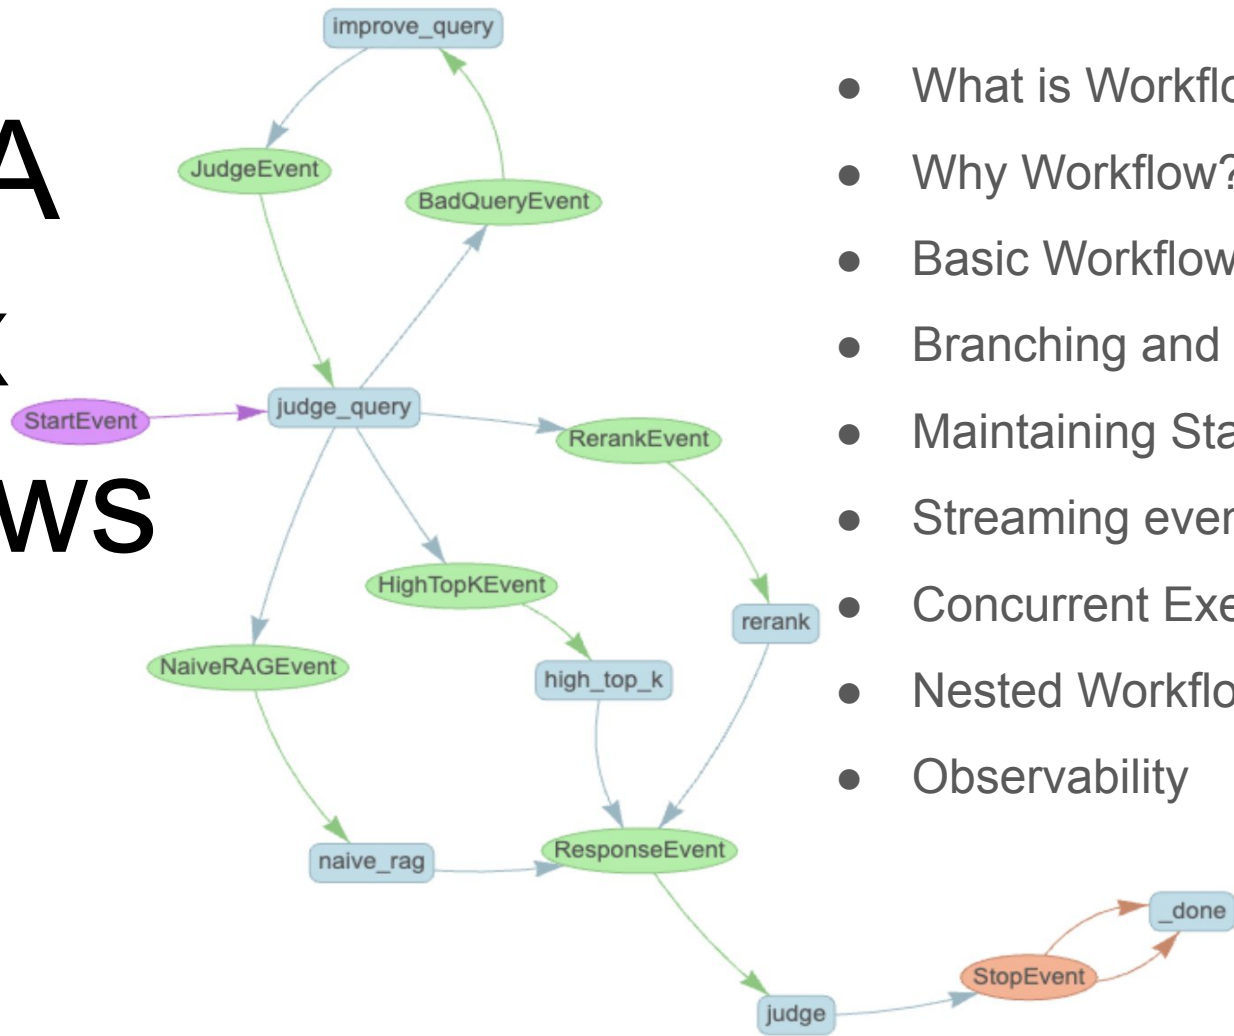 A
ws
improve_query
JudgeEvent
BadQueryEvent
StartEvent
judge_query
RerankEvent
HighTopKEvent
rerank
NaiveRAGEvent
high_top_k
naive_rag
ResponseEvent
_done
StopEvent
judge
● What is Workflo
● Why Workflow?
● Basic Workflow
● Branching and
● Maintaining Sta
● Streaming even
● Concurrent Exe
● Nested Workflo
● Observability